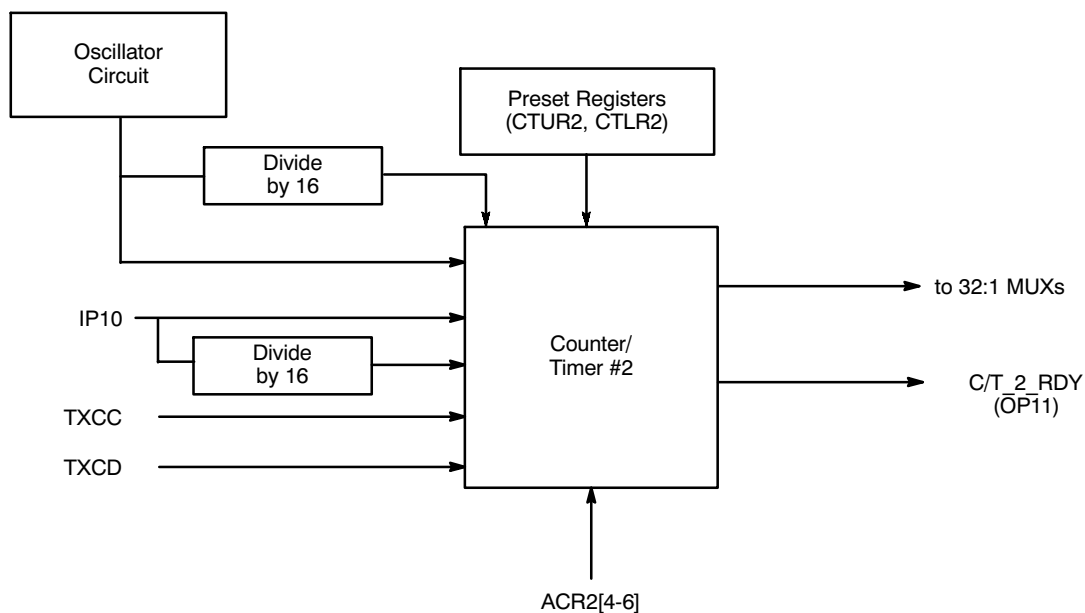 Oscillator
Circuit
Preset Registers
(CTUR2, CTLR2)
Divide
by 16
to 32:1 MUXs
IP10
Counter/
Timer #2
Divide
by 16
C/T_2_RDY
(OP11)
TXCC
TXCD
ACR2[4-6]